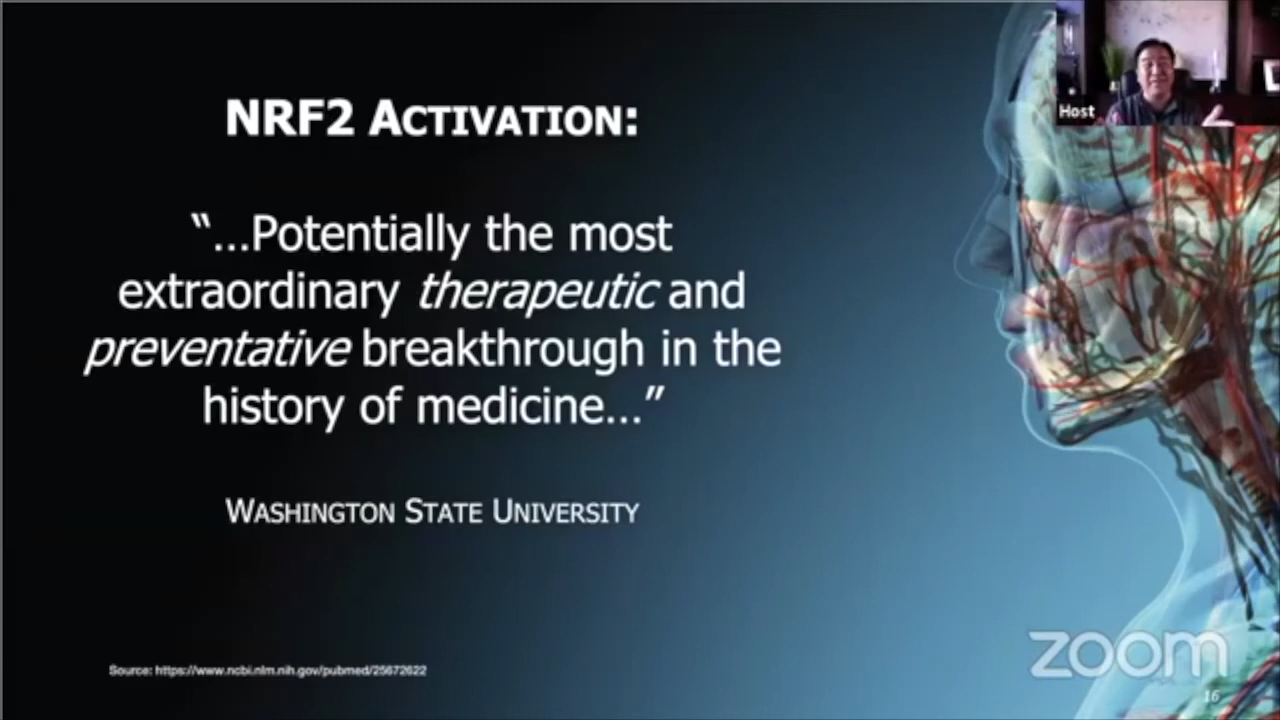 NRF2 ACTIVATION:
“…Potentially the most
extraordinary therapeutic and
preventative breakthrough in the
history of medicine…”
WASHINGTON STATE UNIVERSITY
Source: https://www.ncbi.nlm.nih.gov/pubmed/25672622
Host
zoom
16